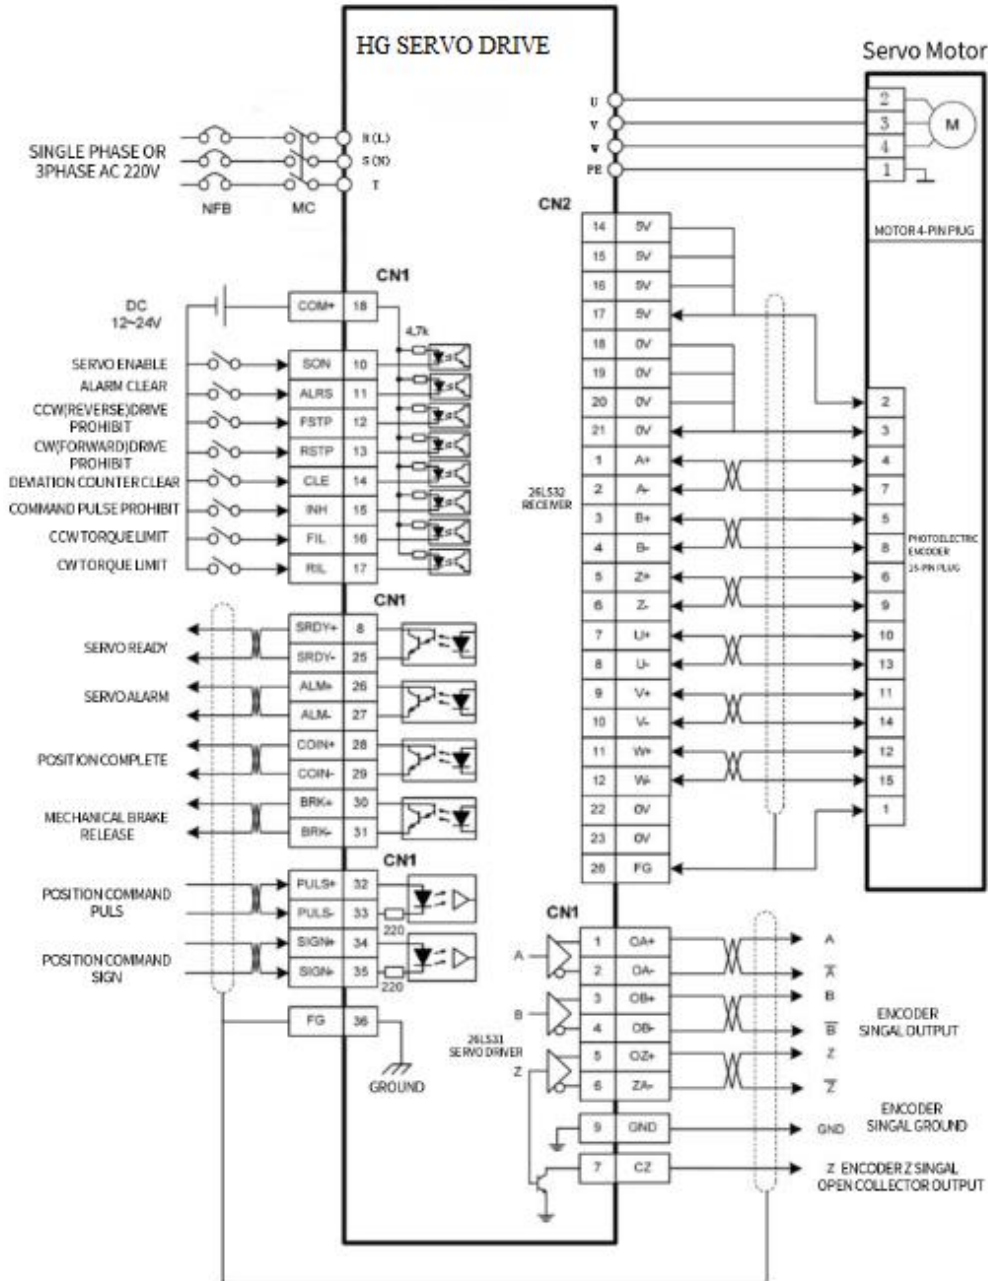 HG SERVO DRIVE
Servo Motor
U
V
W
PE
2
3
4
1
M
MOTOR 4-PIN PlUG
SINGLE PHASE OR
3PHASE AC 220V
R(L)
S(N)
T
NFB
MC
CN1
DC
12~24V
COM+ 18
4.7k
SERVO ENABLE
SON 10
ALARM CLEAR
ALRS 11
CCW(REVERSE)DRIVE
PROHIBIT
FSTP 12
CW(FORWARD)DRIVE
PROHIBIT
RSTP 13
DEVIATION COUNTER CLEAR
CLE 14
COMMAND PULSE PROHIBIT
INH 15
CCW TORQUE LIMIT
FIL 16
CW TORQUE LIMIT
RIL 17
CN1
SERVO READY
SRDY+ 8
SRDY- 25
SERVO ALARM
ALM+ 26
ALM- 27
POSITION COMPLETE
COIN+ 28
COIN- 29
MECHANICAL BRAKE
RELEASE
BRK+ 30
BRK- 31
CN1
POSITION COMMAND
PULS
PULS+ 32
PULS- 33
220
POSITION COMMAND
SIGN
SIGN+ 34
SIGN- 35
220
FG 36
GROUND
CN2
14 5V
15 5V
16 5V
17 5V
18 0V
19 0V
20 0V
21 0V
1 A+
2 A-
3 B+
4 B-
5 Z+
6 Z-
7 U+
8 U-
9 V+
10 V-
11 W+
12 W-
22 0V
23 0V
26 FG
26LS32
RECEIVER
2
3
4
7
5
8
6
9
10
13
11
14
12
15
1
PHOTOELECTRIC
ENCODER
15-PIN PLUG
CN1
A
1 OA+
2 OA-
B
3 OB+
4 OB-
26LS31
SERVO DRIVER
Z
5 OZ+
6 ZA-
9 GND
7 CZ
A
A̅
B
B̅
Z
Z̅
ENCODER
SINGAL OUTPUT
ENCODER
SINGAL GROUND
GND
Z ENCODER Z SINGAL
OPEN COLLECTOR OUTPUT